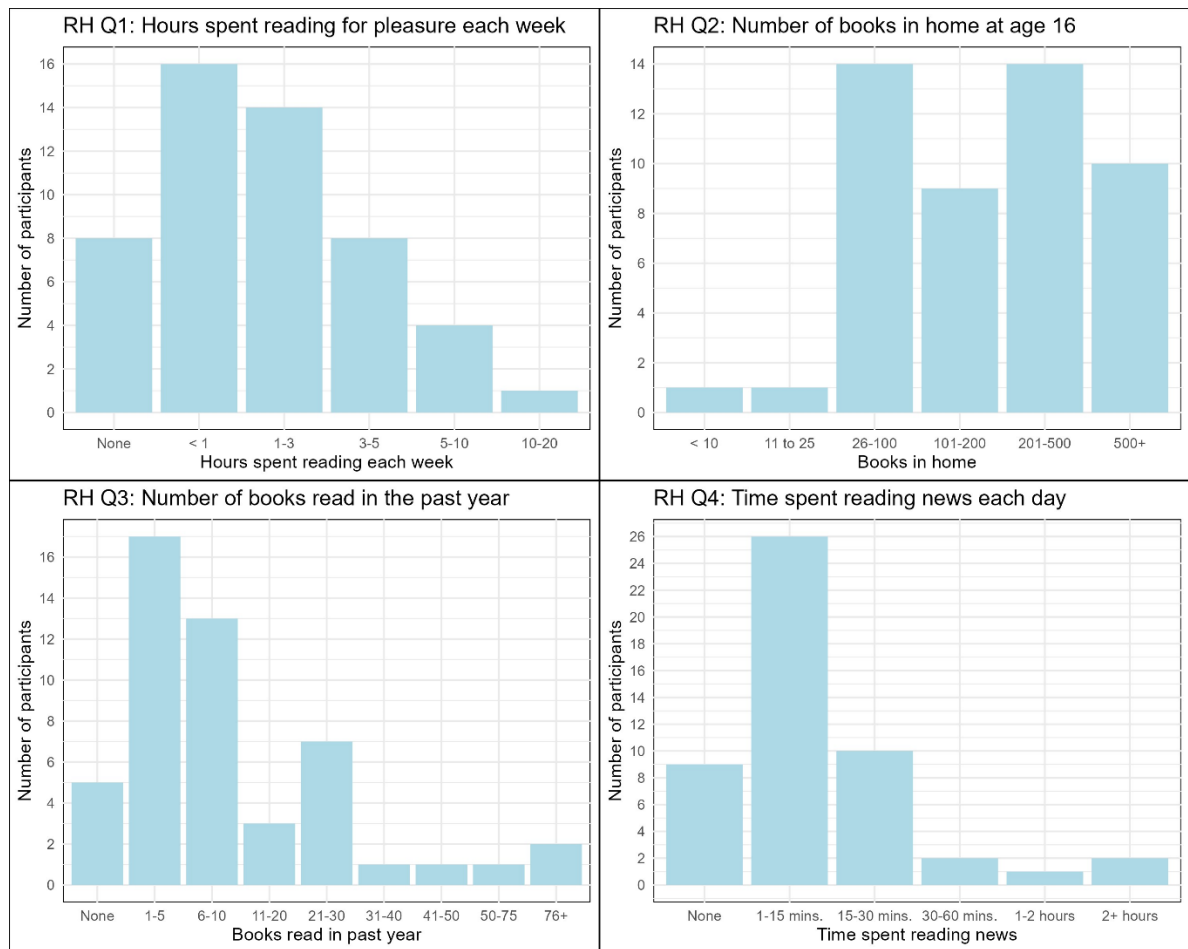 RH Q1: Hours spent reading for pleasure each week
Number of participants
16
14
12
10
8
6
4
2
0
None < 1 1-3 3-5 5-10 10-20
Hours spent reading each week
RH Q2: Number of books in home at age 16
Number of participants
14
12
10
8
6
4
2
0
< 10 11 to 25 26-100 101-200 201-500 500+
Books in home
RH Q3: Number of books read in the past year
Number of participants
16
14
12
10
8
6
4
2
0
None 1-5 6-10 11-20 21-30 31-40 41-50 50-75 76+
Books read in past year
RH Q4: Time spent reading news each day
Number of participants
26
24
22
20
18
16
14
12
10
8
6
4
2
0
None 1-15 mins. 15-30 mins. 30-60 mins. 1-2 hours 2+ hours
Time spent reading news